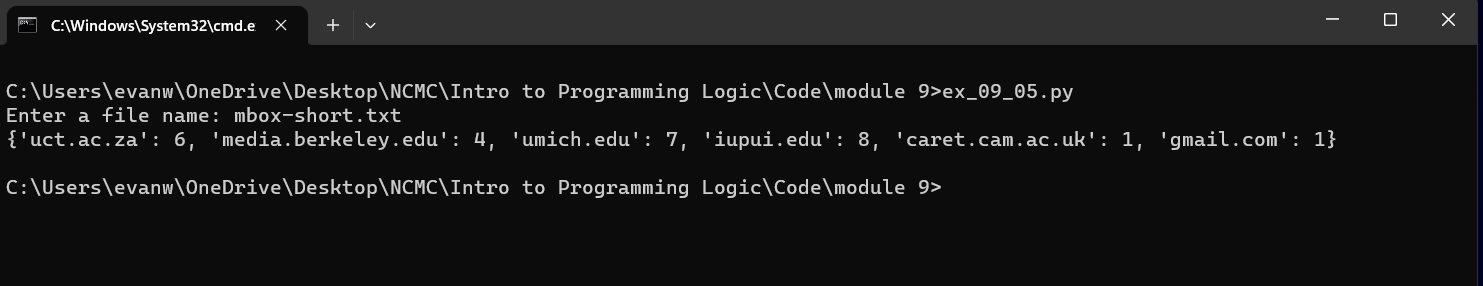 C:\Windows\System32\cmd.e
C:\Users\evanw\OneDrive\Desktop\NCMC\Intro to Programming Logic\Code\module 9>ex_09_05.py
Enter a file name: mbox-short.txt
{'uct.ac.za': 6, 'media.berkeley.edu': 4, 'umich.edu': 7, 'iupui.edu': 8, 'caret.cam.ac.uk': 1, 'gmail.com': 1}
C:\Users\evanw\OneDrive\Desktop\NCMC\Intro to Programming Logic\Code\module 9>